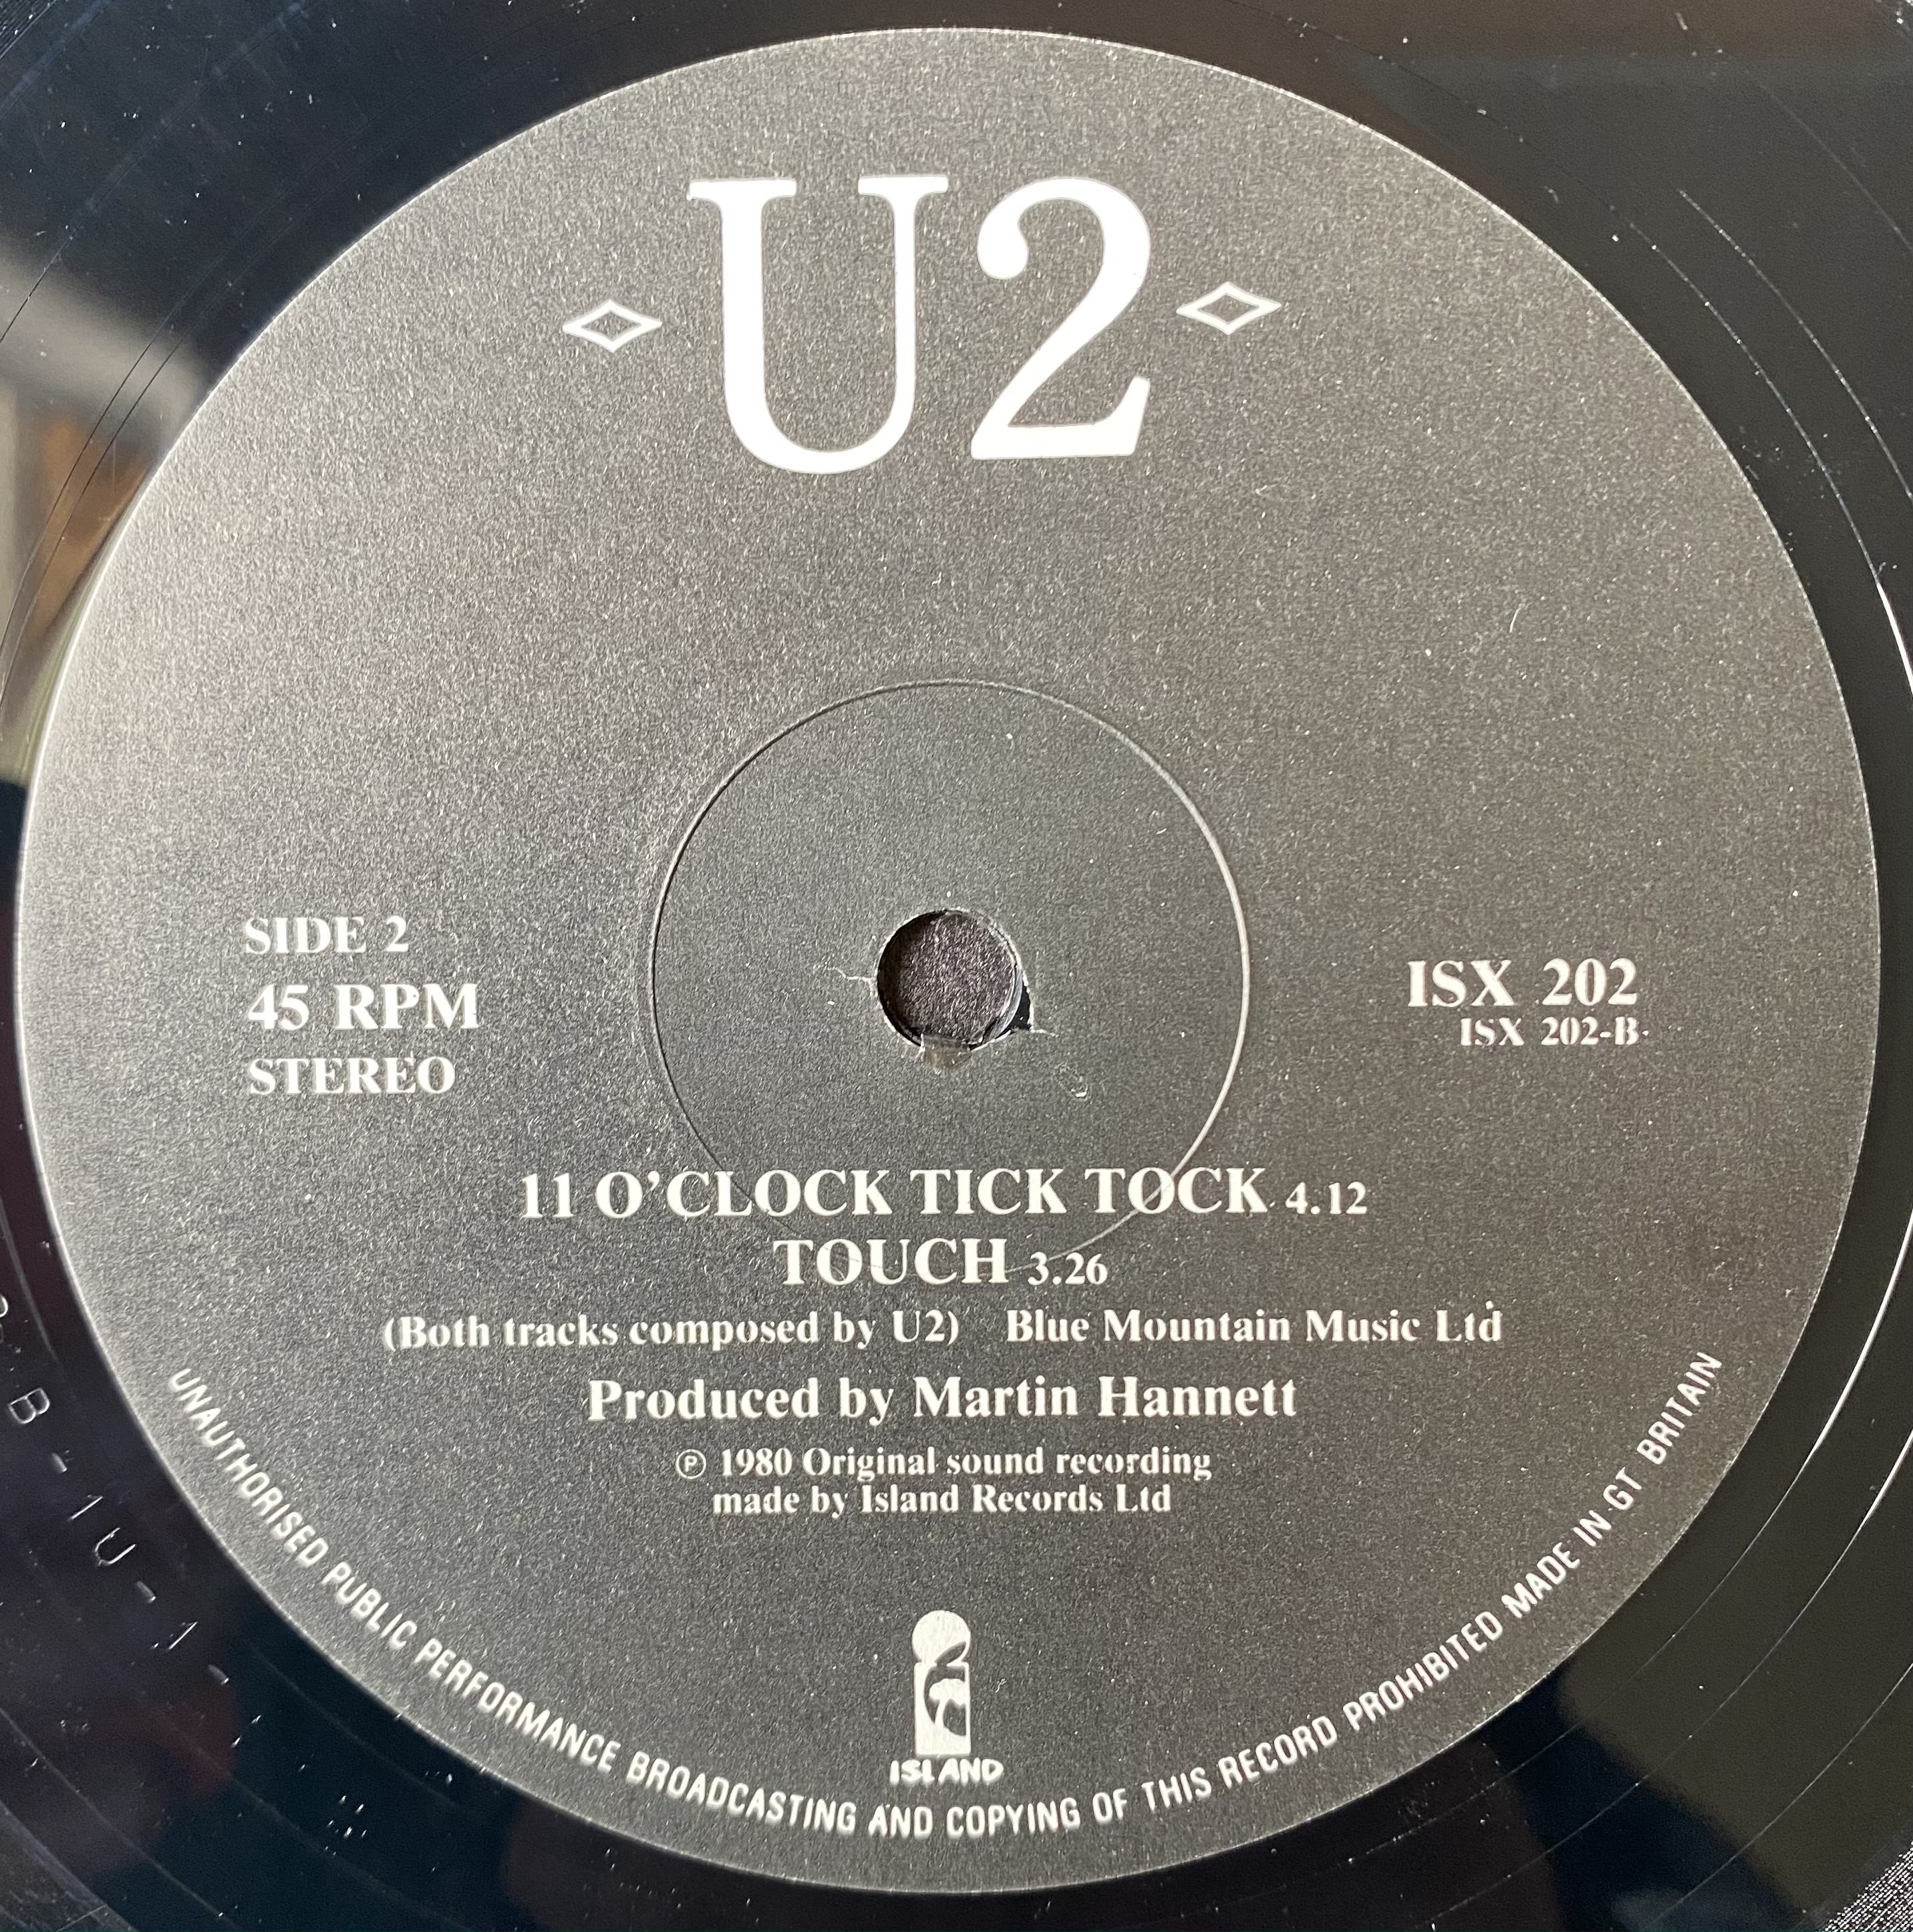 U2
SIDE 2
45 RPM
STEREO
ISX 202
ISX 202-B
11 O'CLOCK TICK TOCK 4.12
TOUCH 3.26
(Both tracks composed by U2) Blue Mountain Music Ltd
Produced by Martin Hannett
℗ 1980 Original sound recording
made by Island Records Ltd
ISLAND
UNAUTHORISED PUBLIC PERFORMANCE BROADCASTING AND COPYING OF THIS RECORD PROHIBITED MADE IN GT BRITAIN
B-1U-1-